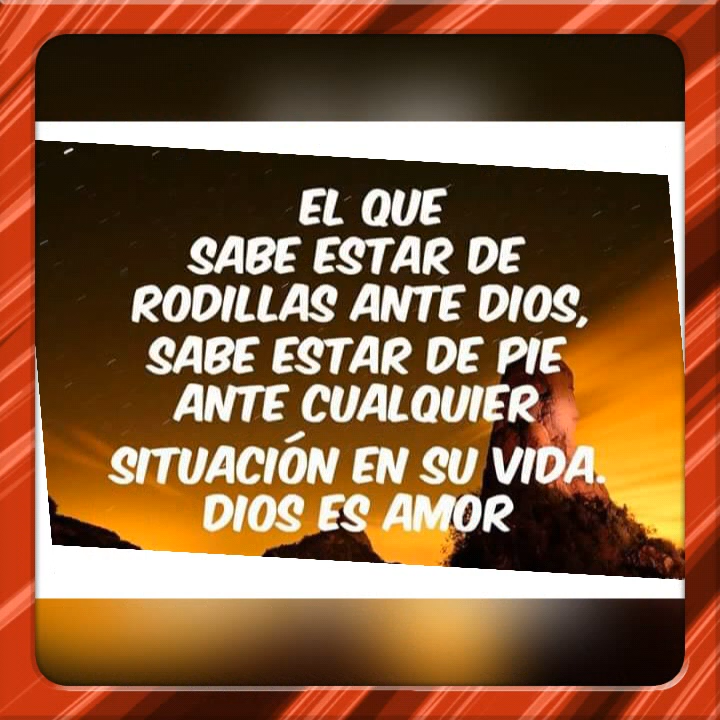 EL QUE
SABE ESTAR DE
RODILLAS ANTE DIOS,
SABE ESTAR DE PIE
ANTE CUALQUIER
SITUACIÓN EN SU VIDA.
DIOS ES AMOR